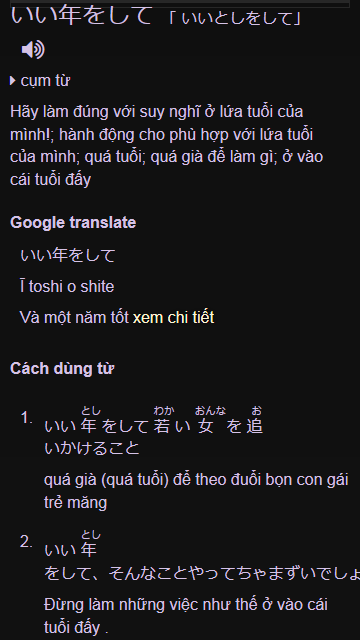 いい年をして 「 いいとしをして」
cụm từ
Hãy làm đúng với suy nghĩ ở lứa tuổi của
mình!; hành động cho phù hợp với lứa tuổi
của mình; quá tuổi; quá già để làm gì; ở vào
cái tuổi đấy
Google translate
いい年をして
Ī toshi o shite
Và một năm tốt xem chi tiết
Cách dùng từ
とし わか おんな お
1. いい 年 をして 若 い 女 を 追
いかけること
quá già (quá tuổi) để theo đuổi bọn con gái
trẻ măng
とし
2. いい 年
をして、そんなことやってちゃまずいでしょ
Đừng làm những việc như thế ở vào cái
tuổi đấy .